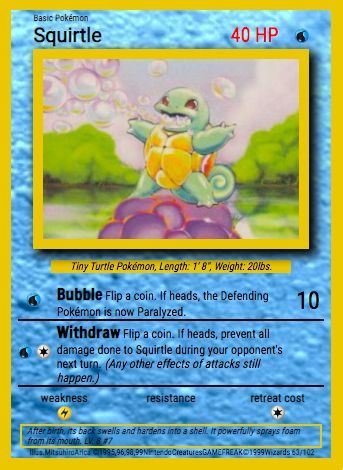 Basic Pokémon
Squirtle 40 HP
Tiny Turtle Pokémon, Length: 1' 8", Weight: 20lbs.
Bubble Flip a coin. If heads, the Defending
Pokémon is now Paralyzed.
10
Withdraw Flip a coin. If heads, prevent all
damage done to Squirtle during your opponent's
next turn. (Any other effects of attacks still
happen.)
weakness resistance retreat cost
After birth, its back swells and hardens into a shell. It powerfully sprays foam
from its mouth. LV. 8 #7
Illus. Mitsuhiro Arica ©1995,96,98,99NintendoCreaturesGAMEFREAK©1999Wizards 63/102